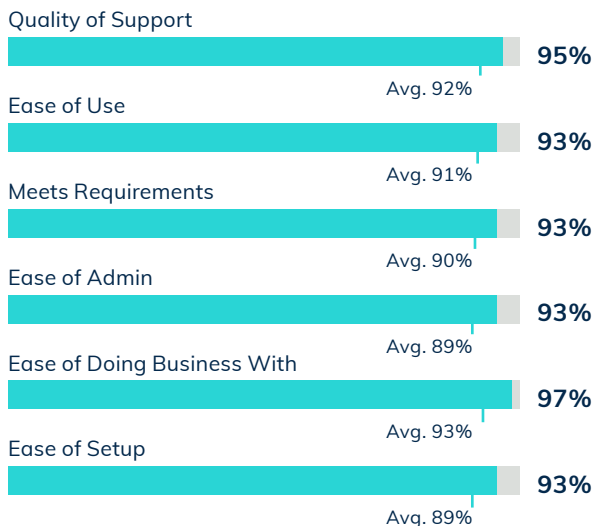 Quality of Support
95%
Avg. 92%
Ease of Use
93%
Avg. 91%
Meets Requirements
93%
Avg. 90%
Ease of Admin
93%
Avg. 89%
Ease of Doing Business With
97%
Avg. 93%
Ease of Setup
93%
Avg. 89%